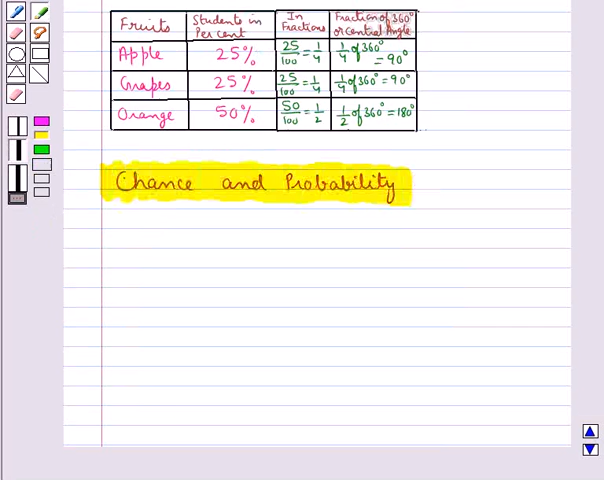 Fruits Students in Per cent In Fractions Fraction of 360° or Central Angle
Apple 25% 25/100 = 1/4 1/4 of 360° = 90°
Grapes 25% 25/100 = 1/4 1/4 of 360° = 90°
Orange 50% 50/100 = 1/2 1/2 of 360° = 180°
Chance and Probability